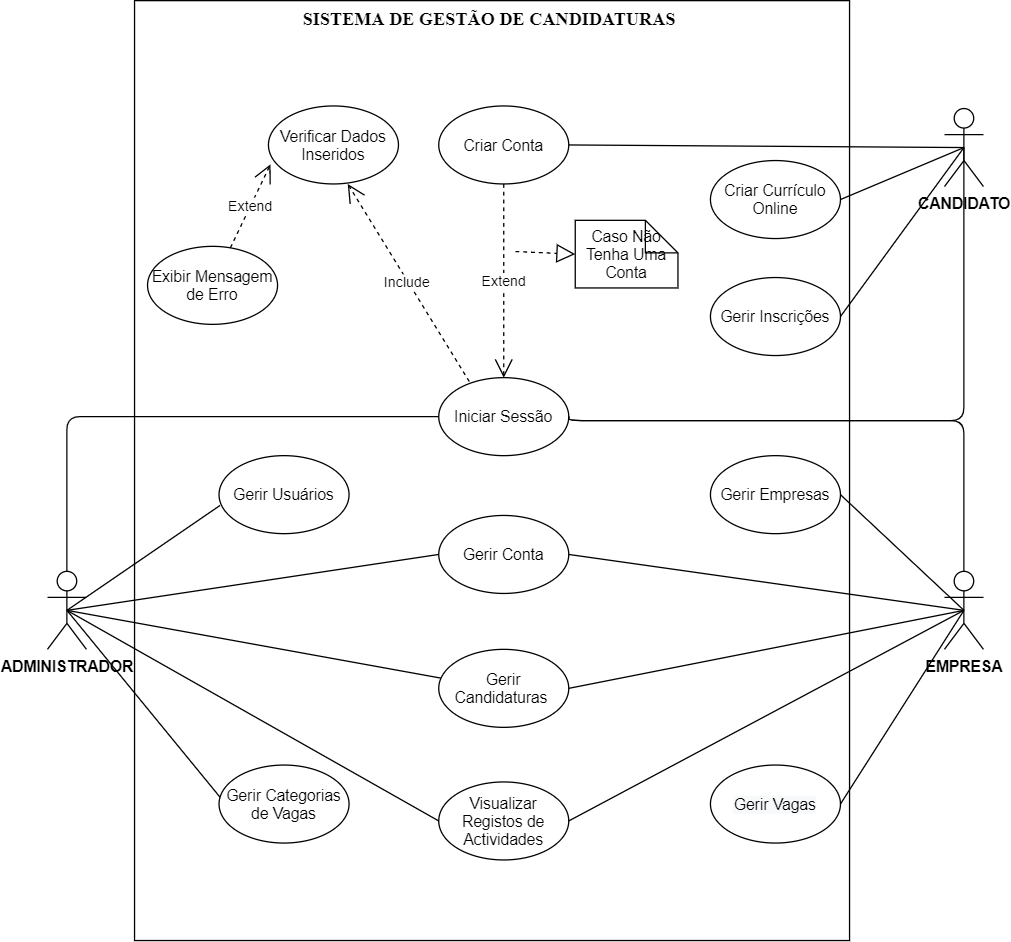 SISTEMA DE GESTÃO DE CANDIDATURAS
Verificar Dados
Inseridos
Criar Conta
Criar Currículo
Online
CANDIDATO
Extend
Caso Não
Tenha Uma
Conta
Exibir Mensagem
de Erro
Include
Extend
Gerir Inscrições
Iniciar Sessão
Gerir Usuários
Gerir Empresas
Gerir Conta
ADMINISTRADOR
EMPRESA
Gerir
Candidaturas
Gerir Categorias
de Vagas
Visualizar
Registos de
Actividades
Gerir Vagas